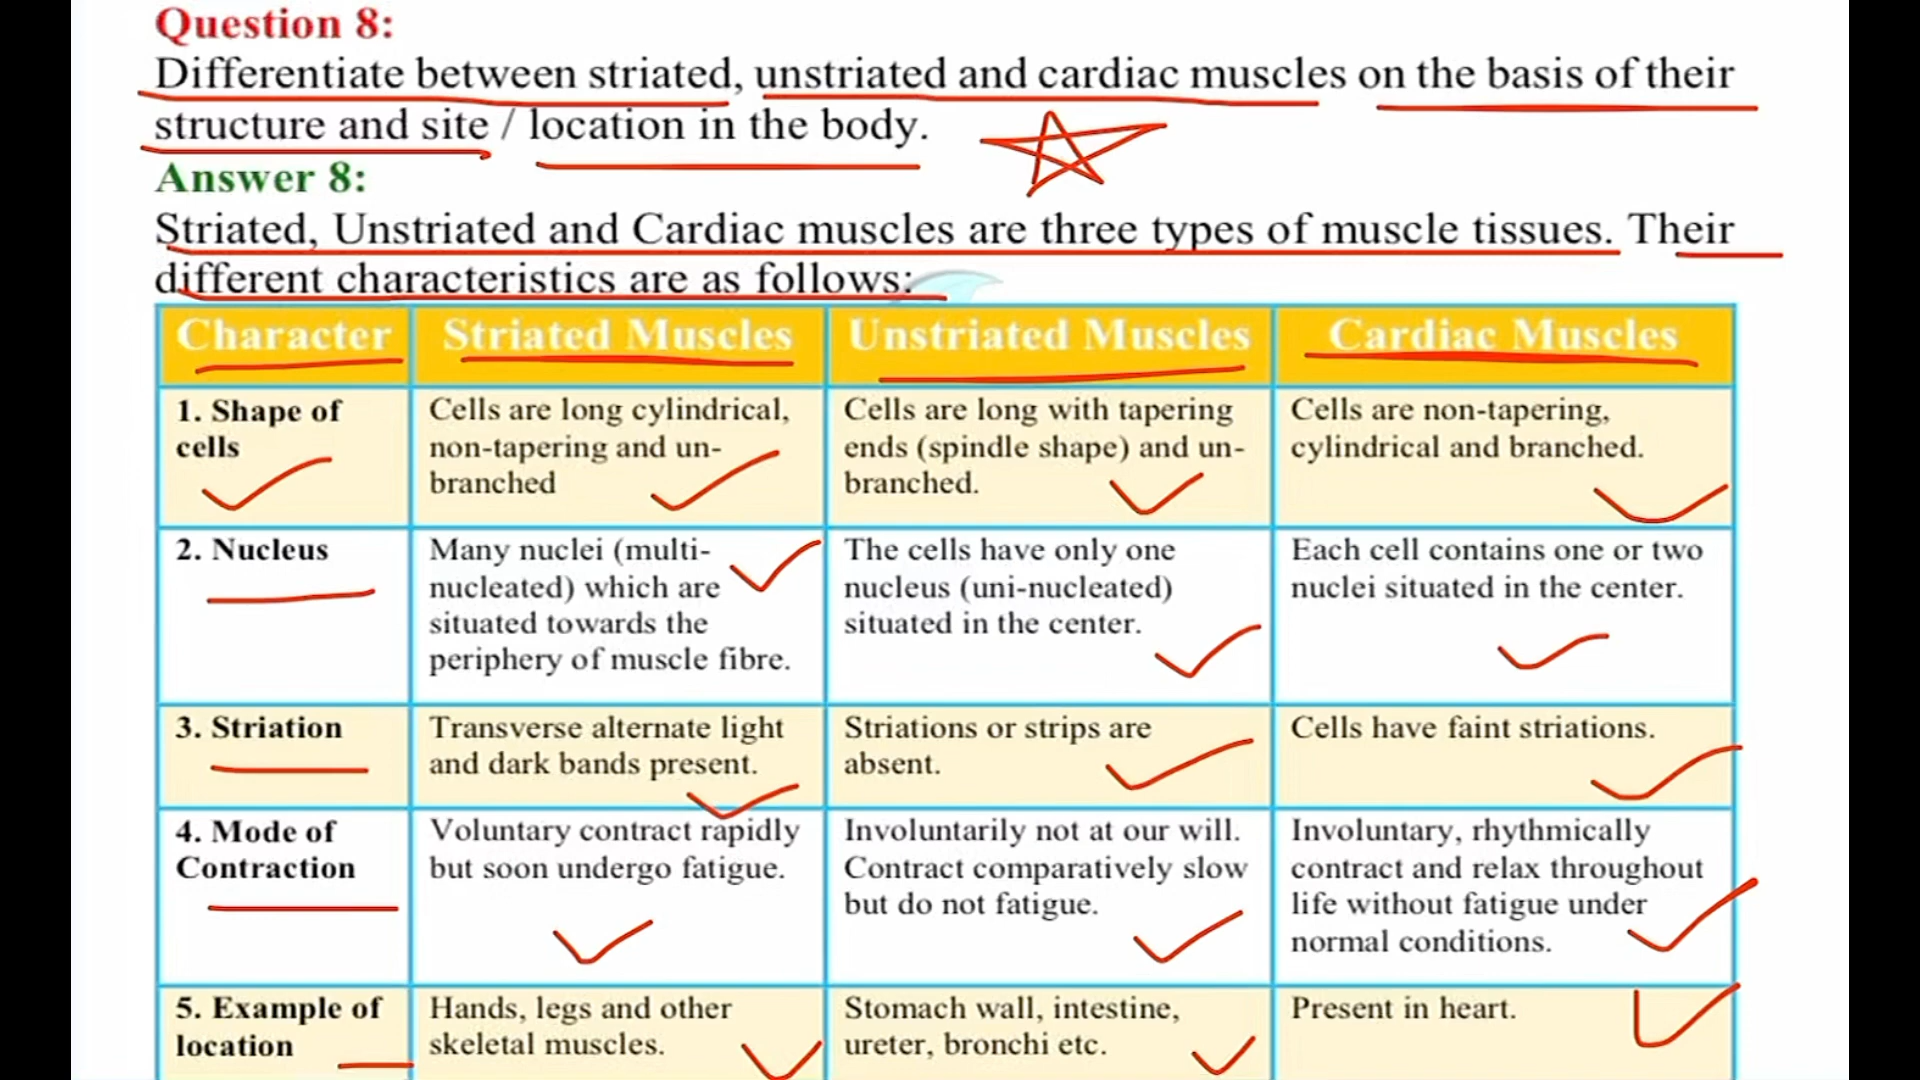 Question 8:
Differentiate between striated, unstriated and cardiac muscles on the basis of their
structure and site / location in the body.
Answer 8:
Striated, Unstriated and Cardiac muscles are three types of muscle tissues. Their
different characteristics are as follows:
Character
Striated Muscles
Unstriated Muscles
Cardiac Muscles
1. Shape of
cells
Cells are long cylindrical,
non-tapering and un-
branched
Cells are long with tapering
ends (spindle shape) and un-
branched.
Cells are non-tapering,
cylindrical and branched.
2. Nucleus
Many nuclei (multi-
nucleated) which are
situated towards the
periphery of muscle fibre.
The cells have only one
nucleus (uni-nucleated)
situated in the center.
Each cell contains one or two
nuclei situated in the center.
3. Striation
Transverse alternate light
and dark bands present.
Striations or strips are
absent.
Cells have faint striations.
4. Mode of
Contraction
Voluntary contract rapidly
but soon undergo fatigue.
Involuntarily not at our will.
Contract comparatively slow
but do not fatigue.
Involuntary, rhythmically
contract and relax throughout
life without fatigue under
normal conditions.
5. Example of
location
Hands, legs and other
skeletal muscles.
Stomach wall, intestine,
ureter, bronchi etc.
Present in heart.